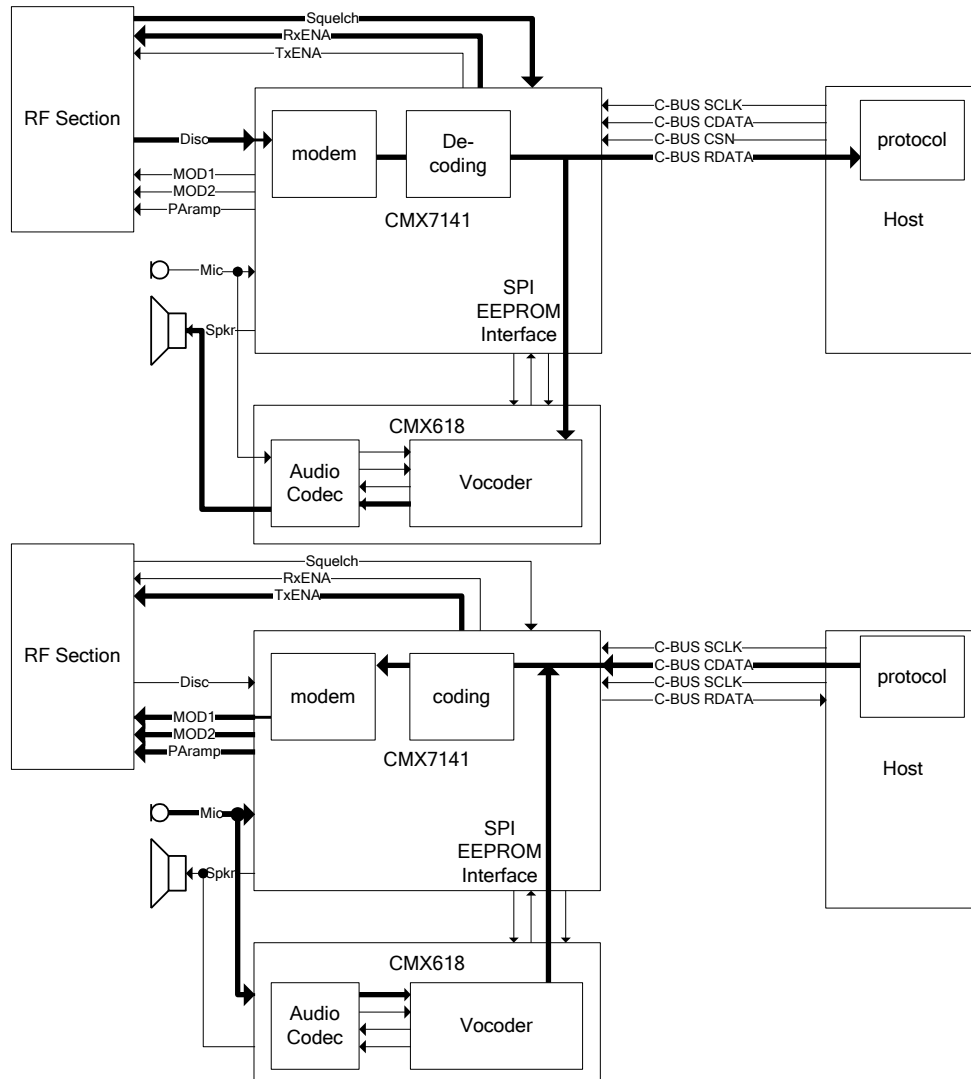 Squelch
RxENA
TxENA
RF Section
C-BUS SCLK
C-BUS CDATA
C-BUS CSN
C-BUS RDATA
protocol
Disc
modem
De-
coding
MOD1
MOD2
PAramp
CMX7141
Host
Mic
SPI
EEPROM
Interface
Spkr
CMX618
Audio
Codec
Vocoder
Squelch
RxENA
TxENA
RF Section
C-BUS SCLK
C-BUS CDATA
C-BUS SCLK
C-BUS RDATA
protocol
Disc
modem
coding
MOD1
MOD2
PAramp
CMX7141
Host
Mic
SPI
EEPROM
Interface
Spkr
CMX618
Audio
Codec
Vocoder